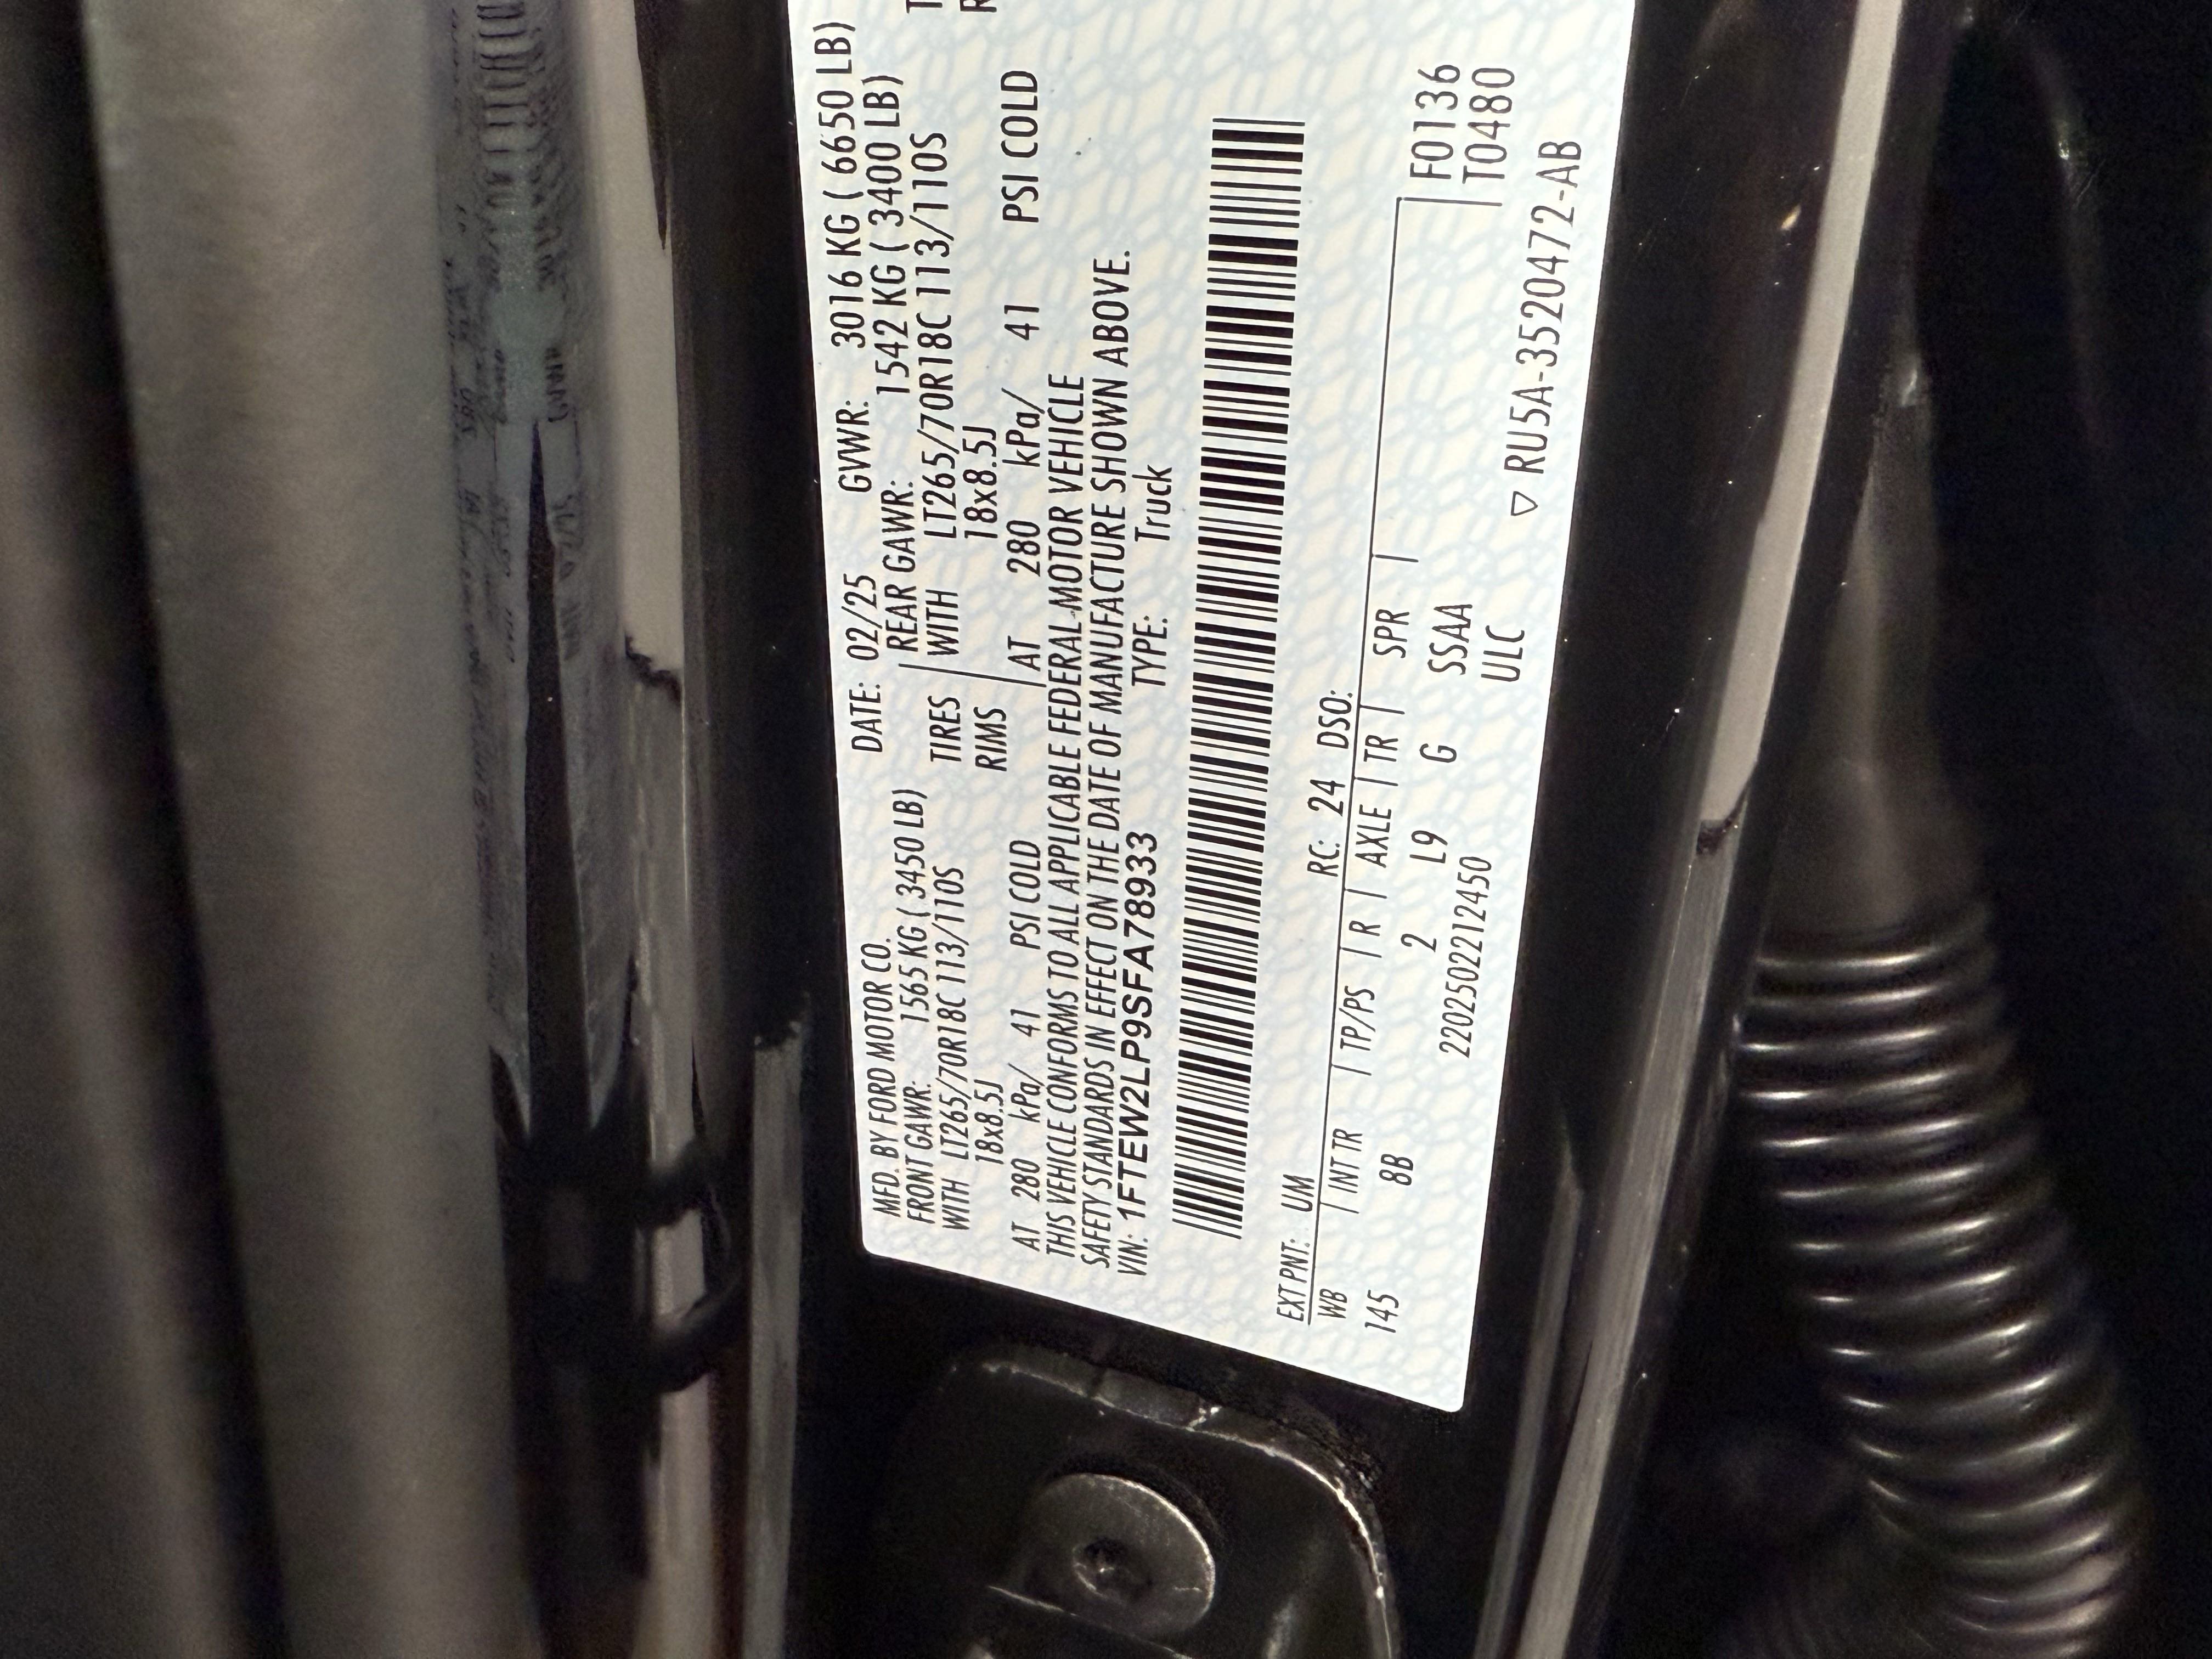 MFD. BY FORD MOTOR CO. DATE: 02/25 GVWR: 3016 KG ( 6650 LB)
FRONT GAWR: 1565 KG ( 3450 LB) REAR GAWR: 1542 KG ( 3400 LB)
WITH LT265/70R18C 113/110S TIRES WITH LT265/70R18C 113/110S
18x8.5J RIMS 18x8.5J
AT 280 kPa/ 41 PSI COLD AT 280 kPa/ 41 PSI COLD
THIS VEHICLE CONFORMS TO ALL APPLICABLE FEDERAL MOTOR VEHICLE
SAFETY STANDARDS IN EFFECT ON THE DATE OF MANUFACTURE SHOWN ABOVE.
VIN: 1FTEW2LP9SFA78933 TYPE: Truck
EXT PNT: UM RC: 24 DSO:
WB | INT TR | TP/PS | R | AXLE | TR | SPR | F0136
145 8B 2 L9 G SSAA T0480
2202502212450 ULC
▽ RU5A-3520472-AB